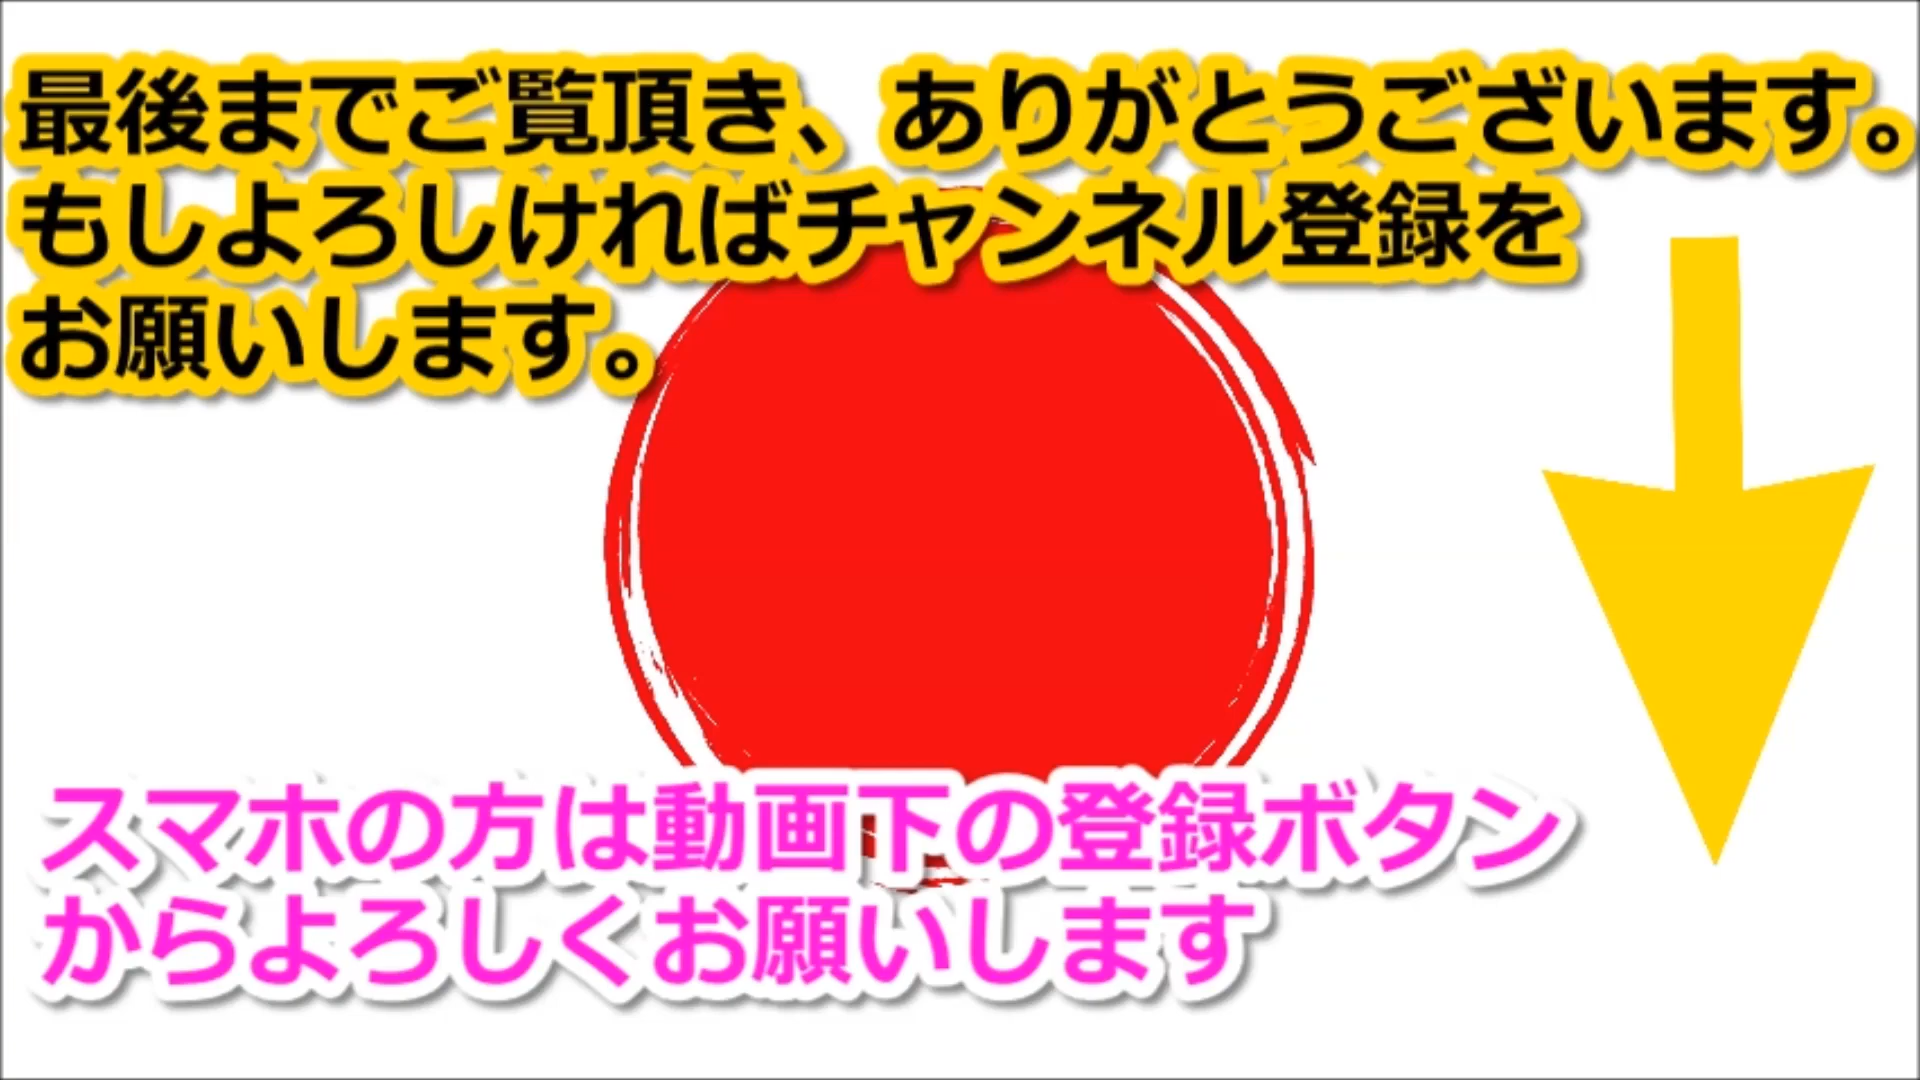 最後までご覧頂き、ありがとうございます。
もしよろしければチャンネル登録を
お願いします。
スマホの方は動画下の登録ボタン
からよろしくお願いします